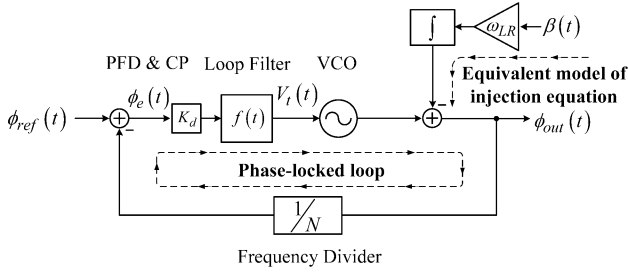 ∫
ω_LR
β(t)
PFD & CP
Loop Filter
VCO
Equivalent model of
injection equation
ϕ_ref(t)
+
−
ϕ_e(t)
K_d
f(t)
V_t(t)
−
+
ϕ_out(t)
Phase-locked loop
1/N
Frequency Divider